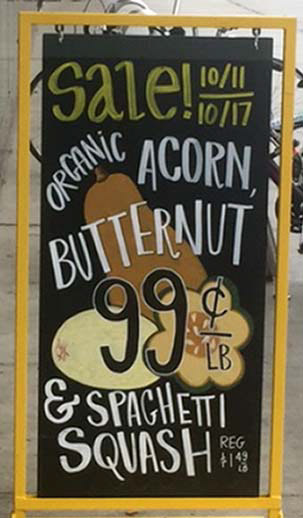 Sale! 10/11
10/17
ORGANIC ACORN,
BUTTERNUT
99¢
LB
& SPAGHETTI
SQUASH REG
$1 49
LB